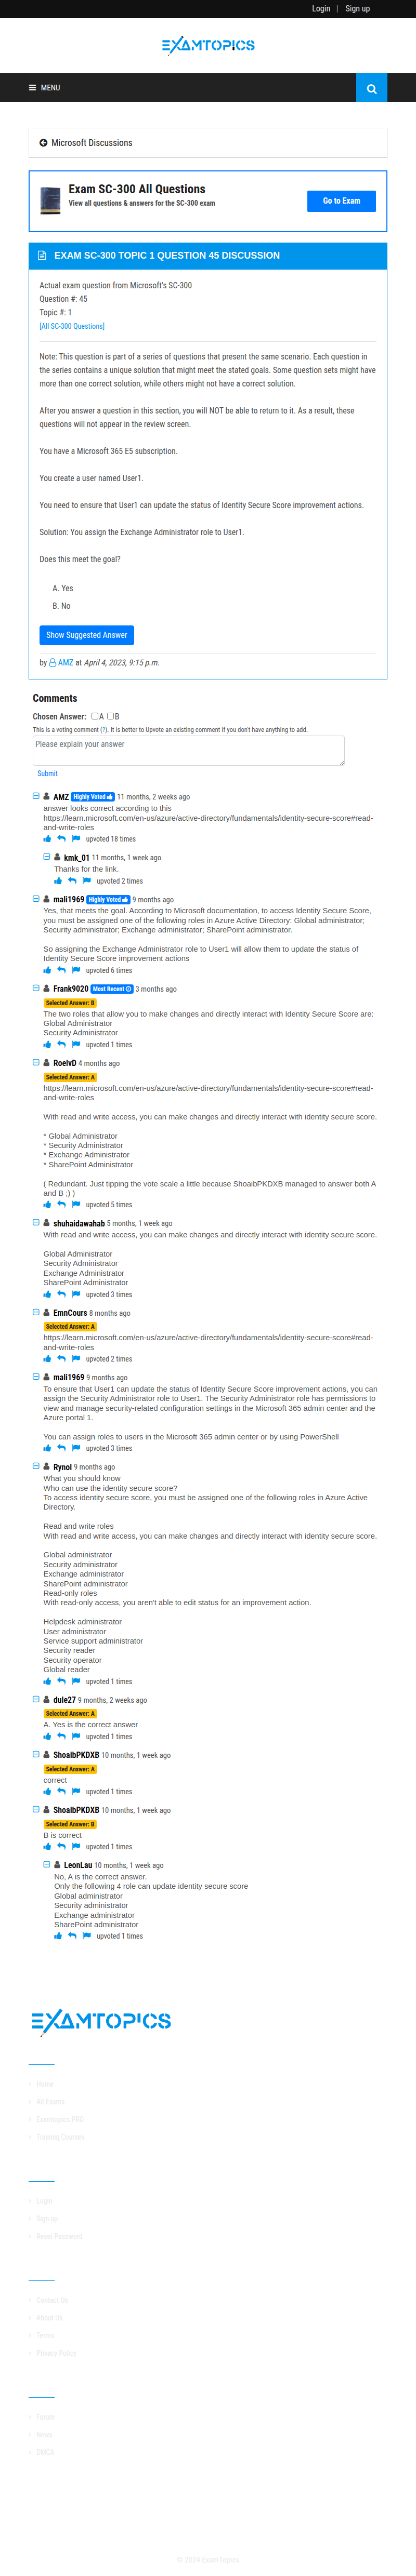 Login | Sign up
EXAMTOPICS
MENU
Microsoft Discussions
Exam SC-300 All Questions
View all questions & answers for the SC-300 exam
Go to Exam
EXAM SC-300 TOPIC 1 QUESTION 45 DISCUSSION
Actual exam question from Microsoft's SC-300
Question #: 45
Topic #: 1
[All SC-300 Questions]
Note: This question is part of a series of questions that present the same scenario. Each question in
the series contains a unique solution that might meet the stated goals. Some question sets might have
more than one correct solution, while others might not have a correct solution.
After you answer a question in this section, you will NOT be able to return to it. As a result, these
questions will not appear in the review screen.
You have a Microsoft 365 E5 subscription.
You create a user named User1.
You need to ensure that User1 can update the status of Identity Secure Score improvement actions.
Solution: You assign the Exchange Administrator role to User1.
Does this meet the goal?
A. Yes
B. No
Show Suggested Answer
by AMZ at April 4, 2023, 9:15 p.m.
Comments
Chosen Answer: A B
This is a voting comment (?). It is better to Upvote an existing comment if you don't have anything to add.
Please explain your answer
Submit
AMZ Highly Voted 11 months, 2 weeks ago
answer looks correct according to this
https://learn.microsoft.com/en-us/azure/active-directory/fundamentals/identity-secure-score#read-
and-write-roles
upvoted 18 times
kmk_01 11 months, 1 week ago
Thanks for the link.
upvoted 2 times
mali1969 Highly Voted 9 months ago
Yes, that meets the goal. According to Microsoft documentation, to access Identity Secure Score,
you must be assigned one of the following roles in Azure Active Directory: Global administrator;
Security administrator; Exchange administrator; SharePoint administrator.
So assigning the Exchange Administrator role to User1 will allow them to update the status of
Identity Secure Score improvement actions
upvoted 6 times
Frank9020 Most Recent 3 months ago
Selected Answer: B
The two roles that allow you to make changes and directly interact with Identity Secure Score are:
Global Administrator
Security Administrator
upvoted 1 times
RoelvD 4 months ago
Selected Answer: A
https://learn.microsoft.com/en-us/azure/active-directory/fundamentals/identity-secure-score#read-
and-write-roles
With read and write access, you can make changes and directly interact with identity secure score.
* Global Administrator
* Security Administrator
* Exchange Administrator
* SharePoint Administrator
( Redundant. Just tipping the vote scale a little because ShoaibPKDXB managed to answer both A
and B ;) )
upvoted 5 times
shuhaidawahab 5 months, 1 week ago
With read and write access, you can make changes and directly interact with identity secure score.
Global Administrator
Security Administrator
Exchange Administrator
SharePoint Administrator
upvoted 3 times
EmnCours 8 months ago
Selected Answer: A
https://learn.microsoft.com/en-us/azure/active-directory/fundamentals/identity-secure-score#read-
and-write-roles
upvoted 2 times
mali1969 9 months ago
To ensure that User1 can update the status of Identity Secure Score improvement actions, you can
assign the Security Administrator role to User1. The Security Administrator role has permissions to
view and manage security-related configuration settings in the Microsoft 365 admin center and the
Azure portal 1.
You can assign roles to users in the Microsoft 365 admin center or by using PowerShell
upvoted 3 times
Rynol 9 months ago
What you should know
Who can use the identity secure score?
To access identity secure score, you must be assigned one of the following roles in Azure Active
Directory.
Read and write roles
With read and write access, you can make changes and directly interact with identity secure score.
Global administrator
Security administrator
Exchange administrator
SharePoint administrator
Read-only roles
With read-only access, you aren't able to edit status for an improvement action.
Helpdesk administrator
User administrator
Service support administrator
Security reader
Security operator
Global reader
upvoted 1 times
dule27 9 months, 2 weeks ago
Selected Answer: A
A. Yes is the correct answer
upvoted 1 times
ShoaibPKDXB 10 months, 1 week ago
Selected Answer: A
correct
upvoted 1 times
ShoaibPKDXB 10 months, 1 week ago
Selected Answer: B
B is correct
upvoted 1 times
LeonLau 10 months, 1 week ago
No, A is the correct answer.
Only the following 4 role can update identity secure score
Global administrator
Security administrator
Exchange administrator
SharePoint administrator
upvoted 1 times
EXAMTOPICS
Home
All Exams
Examtopics PRO
Training Courses
Login
Sign up
Reset Password
Contact Us
About Us
Terms
Privacy Policy
Forum
News
DMCA
© 2024 ExamTopics